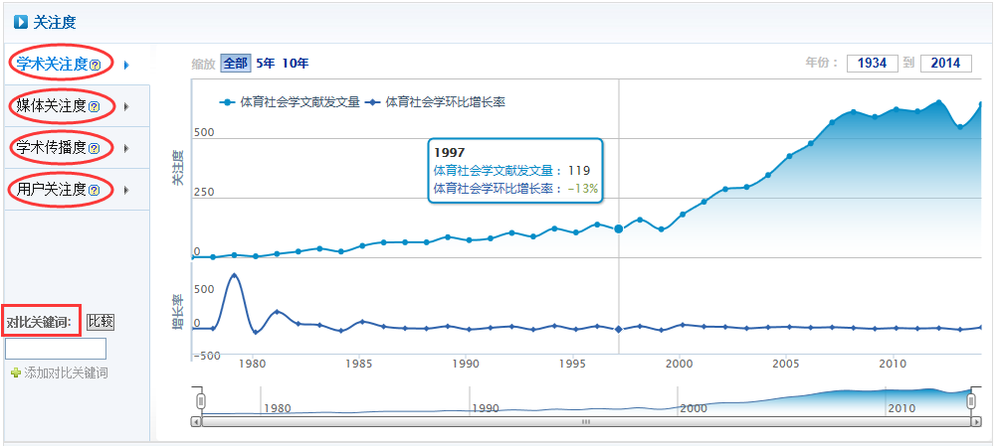 关注度
学术关注度
媒体关注度
学术传播度
用户关注度
对比关键词： 比较
添加对比关键词
缩放 全部 5年 10年
年份： 1934 到 2014
体育社会学文献发文量 体育社会学环比增长率
关注度
500
250
0
1997
体育社会学文献发文量： 119
体育社会学环比增长率： -13%
增长率
500
0
-500
1980 1985 1990 1995 2000 2005 2010
1980 1990 2000 2010